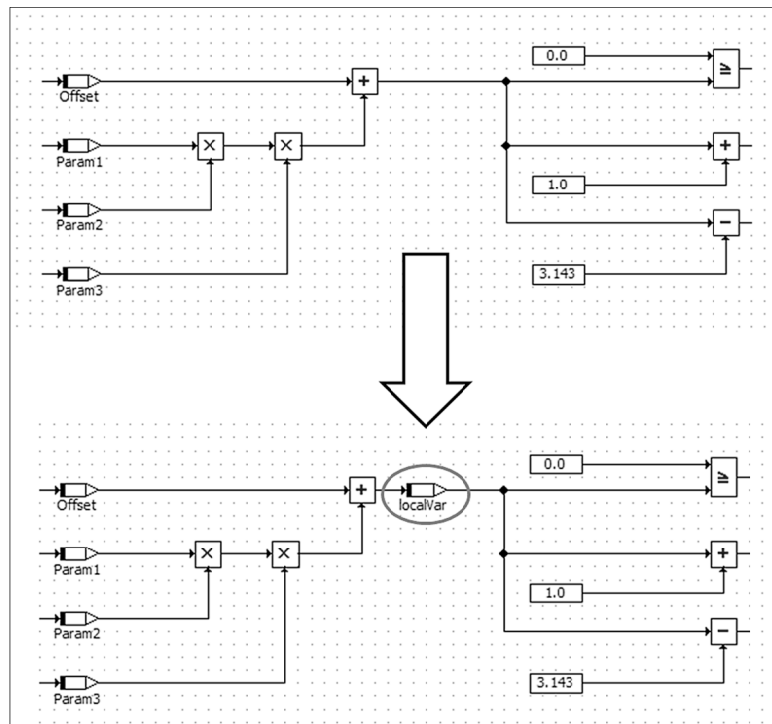 0.0
≥
Offset
+
Param1
×
×
+
1.0
Param2
−
Param3
3.143
0.0
≥
Offset
+
localVar
Param1
×
×
+
1.0
Param2
−
Param3
3.143